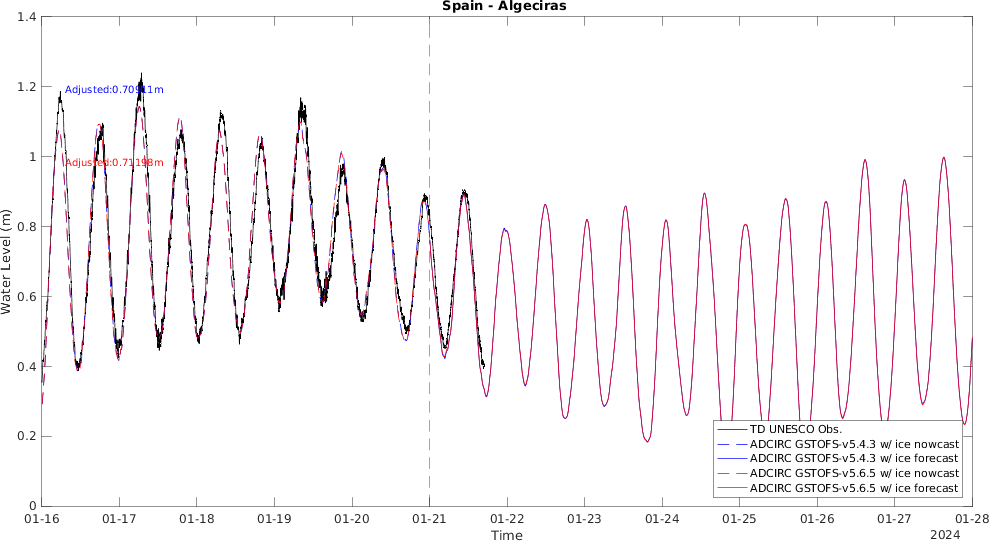 Spain - Algeciras
1.4
1.2
1
0.8
0.6
0.4
0.2
0
Water Level (m)
Adjusted:0.70911m
Adjusted:0.71198m
TD UNESCO Obs.
ADCIRC GSTOFS-v5.4.3 w/ ice nowcast
ADCIRC GSTOFS-v5.4.3 w/ ice forecast
ADCIRC GSTOFS-v5.6.5 w/ ice nowcast
ADCIRC GSTOFS-v5.6.5 w/ ice forecast
01-16 01-17 01-18 01-19 01-20 01-21 01-22 01-23 01-24 01-25 01-26 01-27 01-28
Time
2024